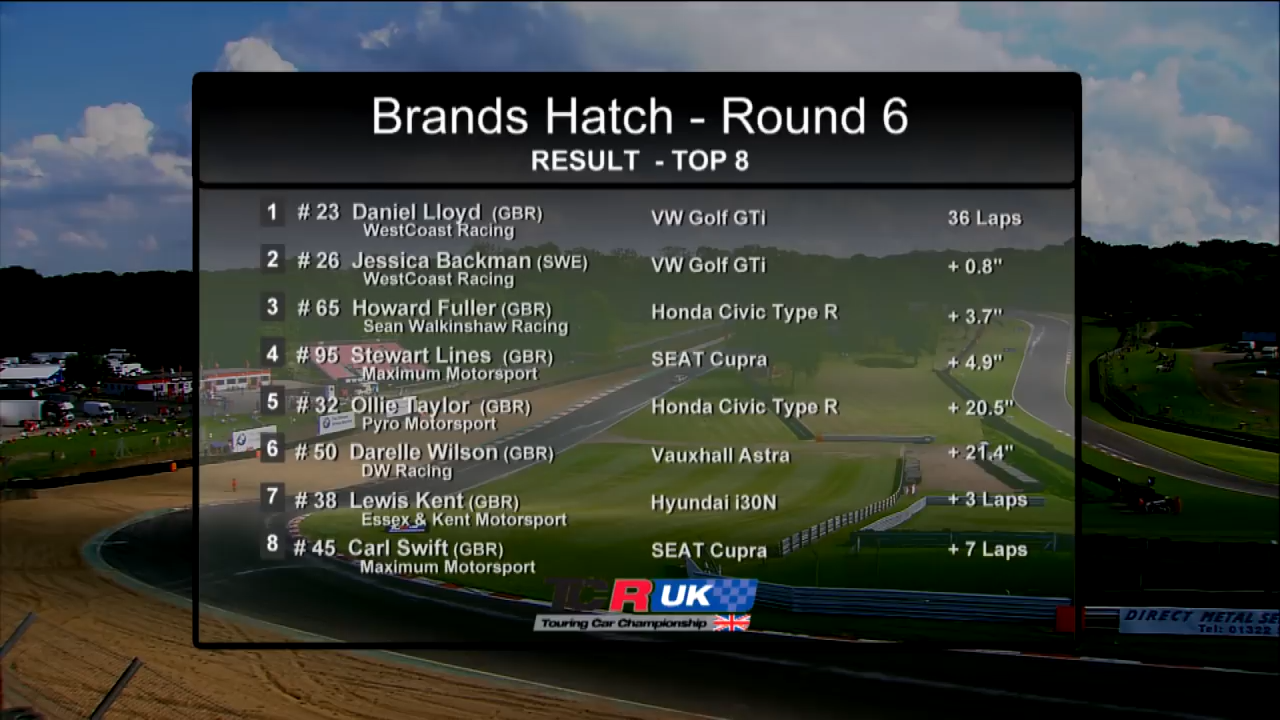 Brands Hatch - Round 6
RESULT - TOP 8
1 # 23 Daniel Lloyd (GBR) VW Golf GTi 36 Laps
WestCoast Racing
2 # 26 Jessica Backman (SWE) VW Golf GTi + 0.8"
WestCoast Racing
3 # 65 Howard Fuller (GBR) Honda Civic Type R + 3.7"
Sean Walkinshaw Racing
4 # 95 Stewart Lines (GBR) SEAT Cupra + 4.9"
Maximum Motorsport
5 # 32 Ollie Taylor (GBR) Honda Civic Type R + 20.5"
Pyro Motorsport
6 # 50 Darelle Wilson (GBR) Vauxhall Astra + 21.4"
DW Racing
7 # 38 Lewis Kent (GBR) Hyundai i30N + 3 Laps
Essex & Kent Motorsport
8 # 45 Carl Swift (GBR) SEAT Cupra + 7 Laps
Maximum Motorsport
TCR UK
Touring Car Championship
DIRECT METAL SE
Tel: 01322